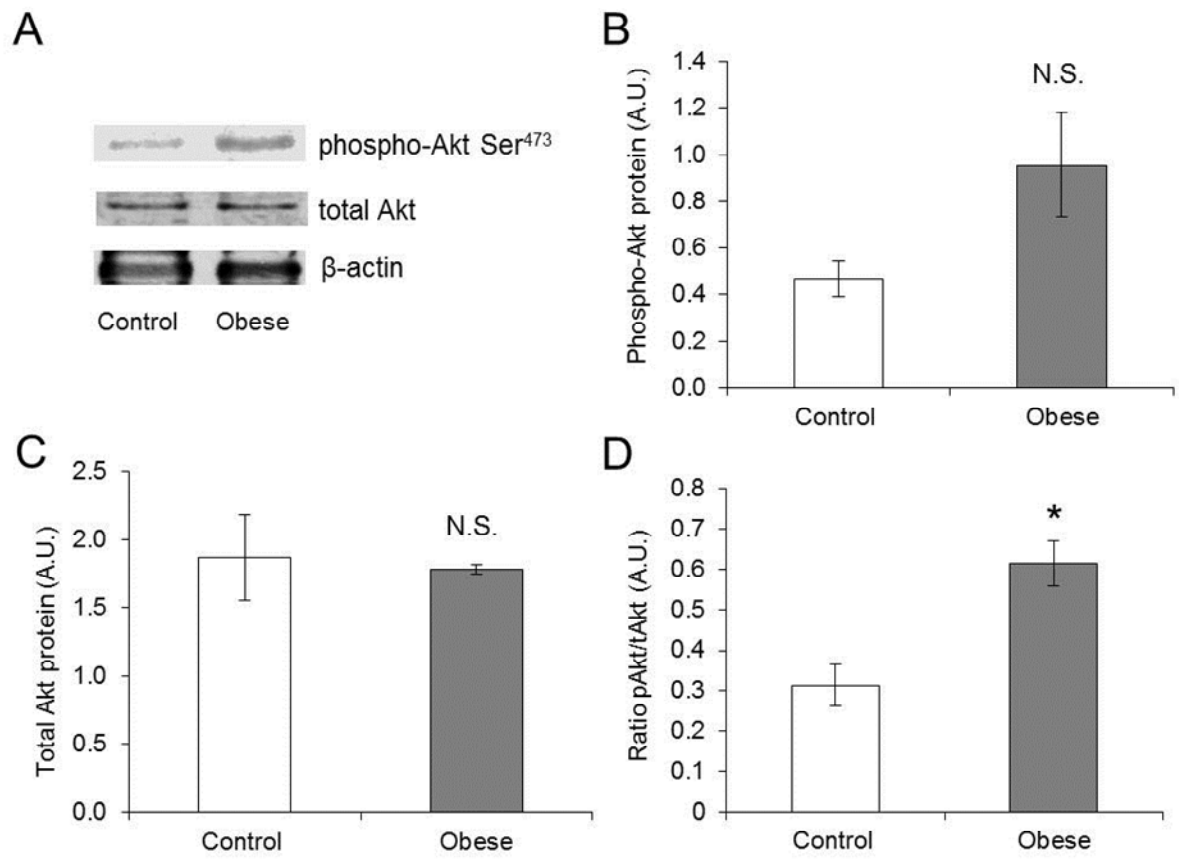 A
phospho-Akt Ser⁴⁷³
total Akt
β-actin
Control Obese
B
Phospho-Akt protein (A.U.)
1.4
1.2
1.0
0.8
0.6
0.4
0.2
0.0
N.S.
Control Obese
C
Total Akt protein (A.U.)
2.5
2.0
1.5
1.0
0.5
0.0
N.S.
Control Obese
D
Ratio pAkt/tAkt (A.U.)
0.8
0.7
0.6
0.5
0.4
0.3
0.2
0.1
0
*
Control Obese